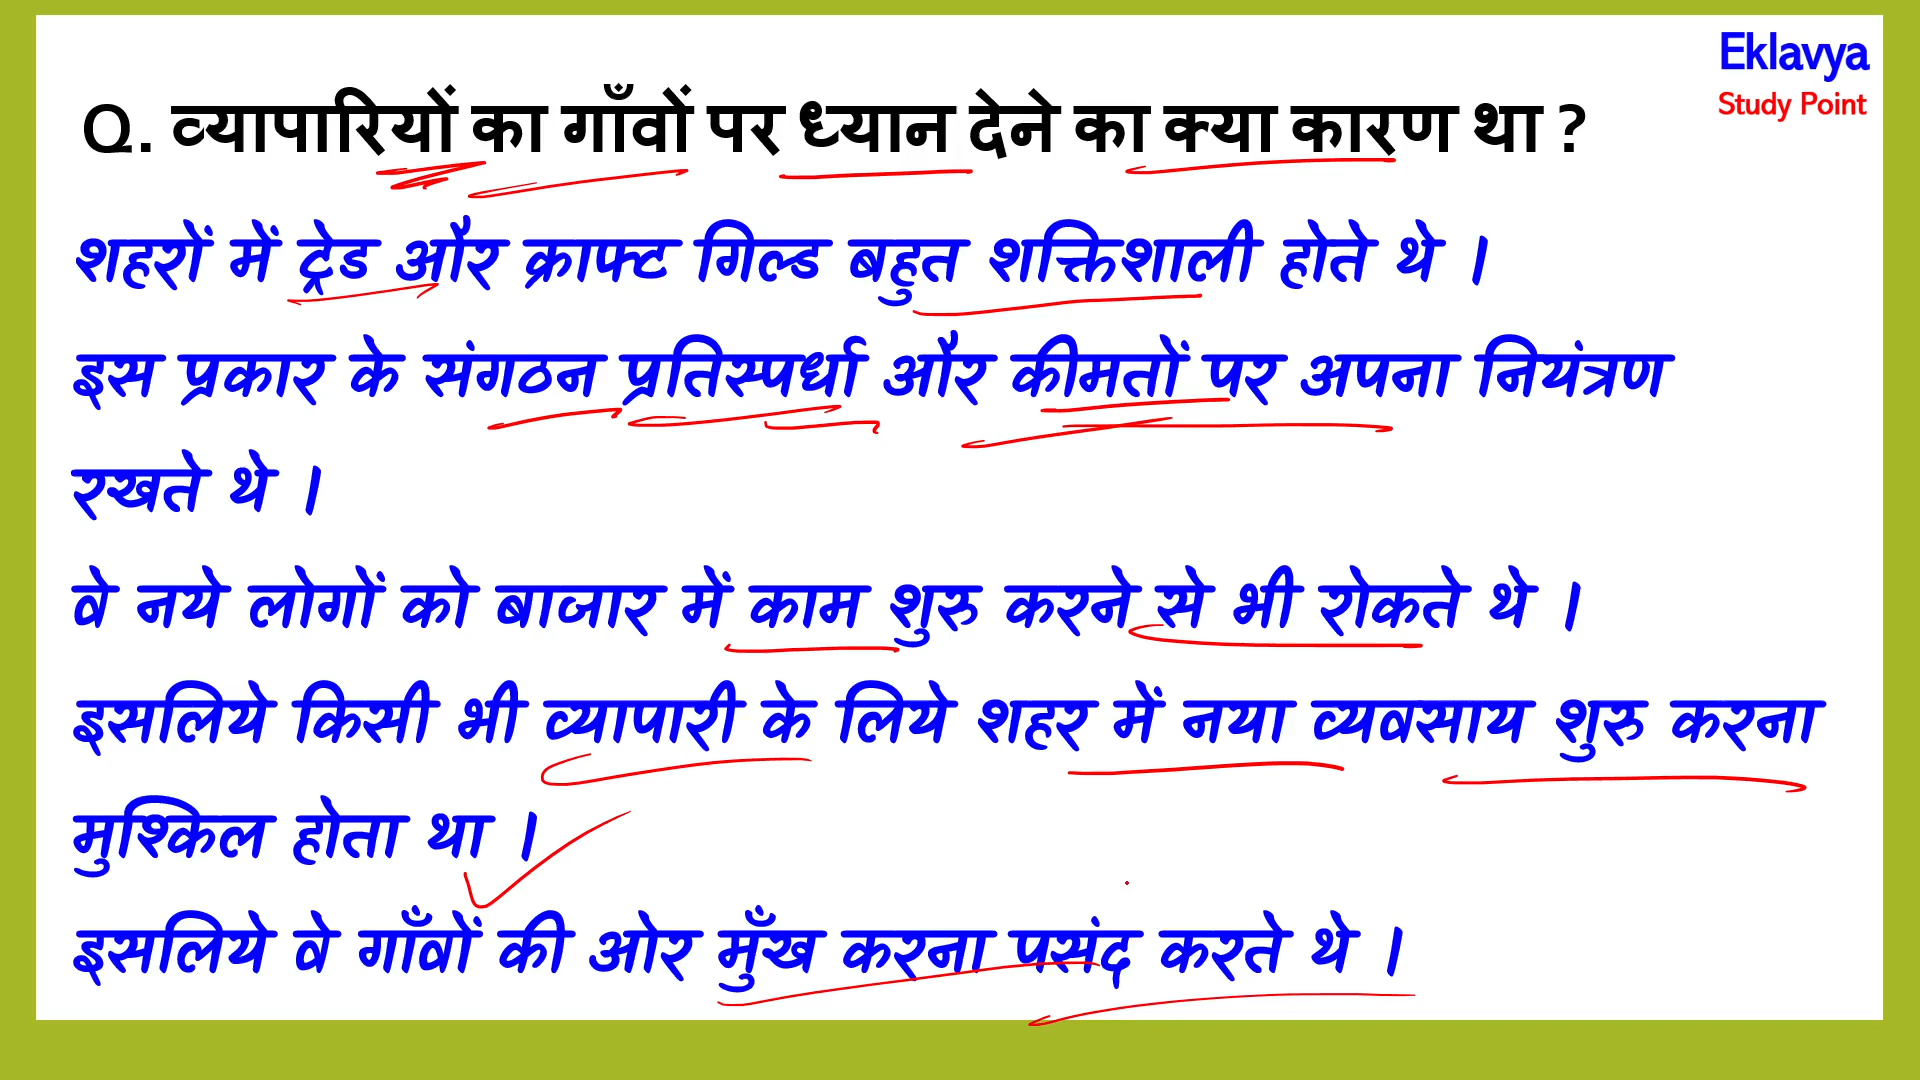 Eklavya
Study Point
Q. व्यापारियों का गाँवों पर ध्यान देने का क्या कारण था ?
शहरों में ट्रेड और क्राफ्ट गिल्ड बहुत शक्तिशाली होते थे ।
इस प्रकार के संगठन प्रतिस्पर्धा और कीमतों पर अपना नियंत्रण
रखते थे ।
वे नये लोगों को बाजार में काम शुरु करने से भी रोकते थे ।
इसलिये किसी भी व्यापारी के लिये शहर में नया व्यवसाय शुरु करना
मुश्किल होता था ।
इसलिये वे गाँवों की ओर मुँख करना पसंद करते थे ।